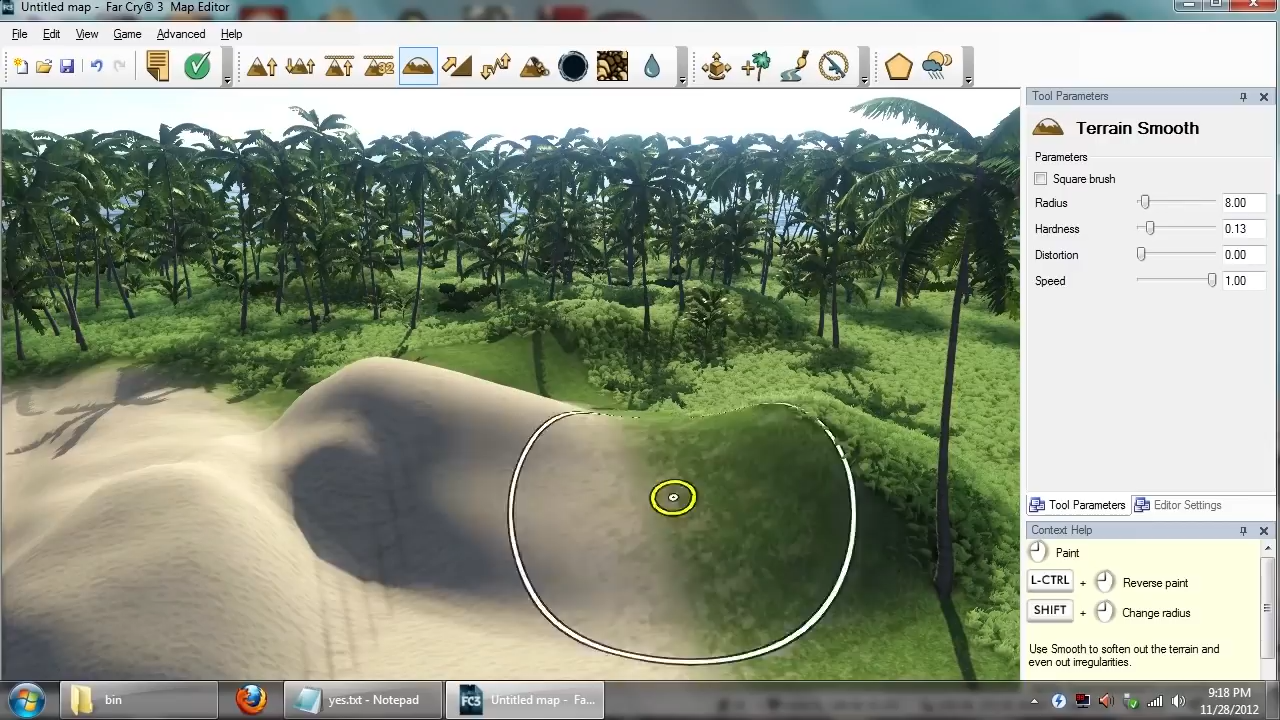 FC3 Untitled map - Far Cry® 3 Map Editor
File Edit View Game Advanced Help
32
Tool Parameters
Terrain Smooth
Parameters
Square brush
Radius 8.00
Hardness 0.13
Distortion 0.00
Speed 1.00
Tool Parameters Editor Settings
Context Help
Paint
L-CTRL + Reverse paint
SHIFT + Change radius
Use Smooth to soften out the terrain and
even out irregularities.
bin yes.txt - Notepad FC3 Untitled map - Fa... 9:18 PM
11/28/2012